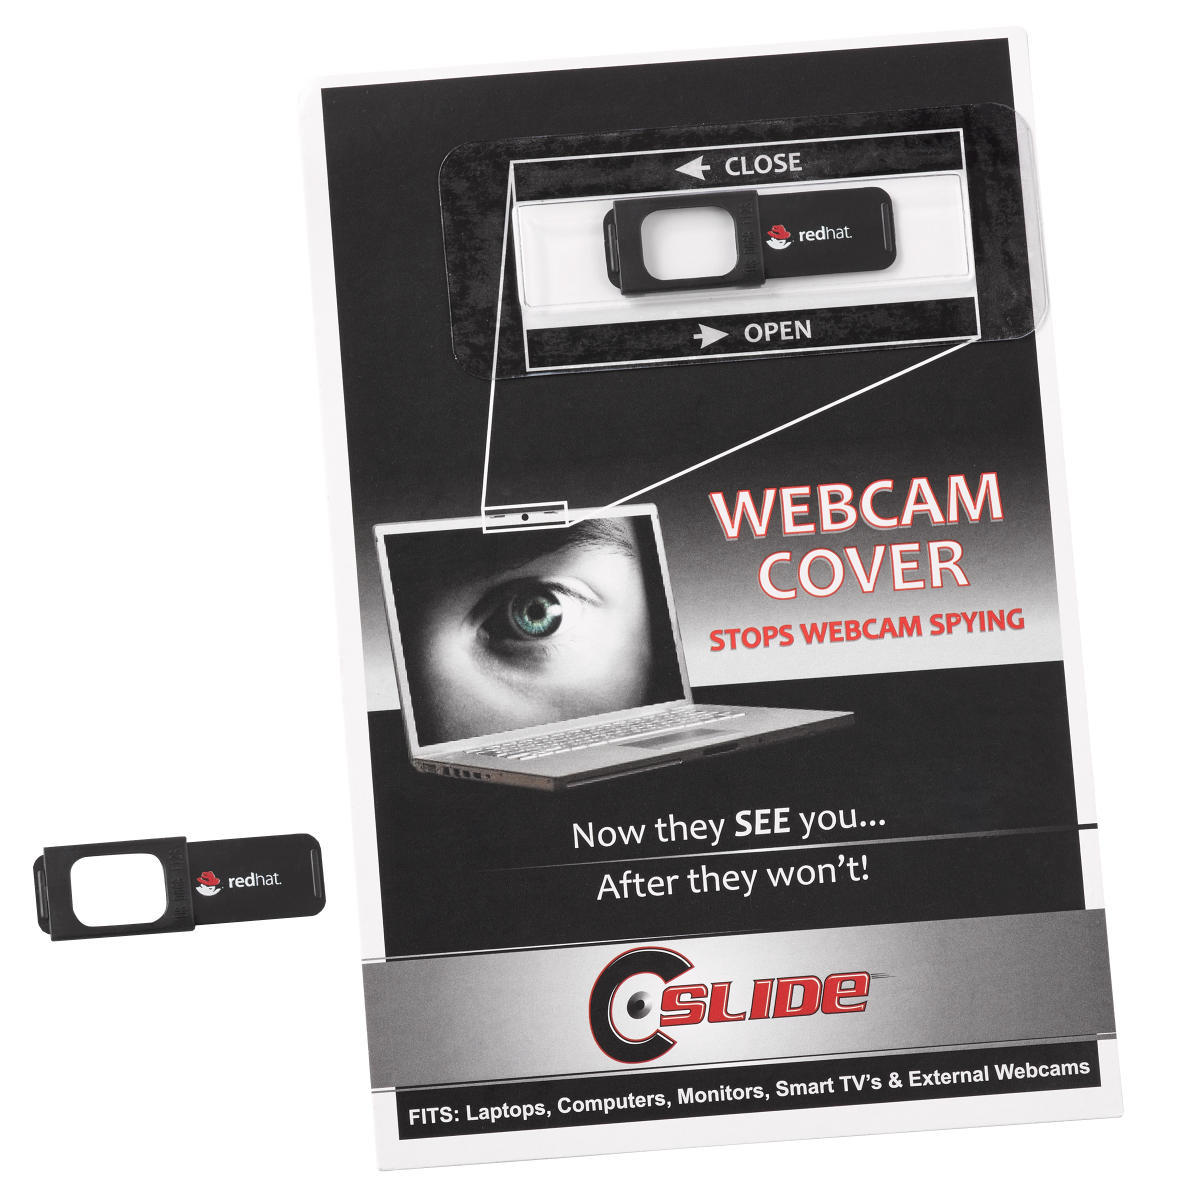 CLOSE
redhat.
OPEN
WEBCAM
COVER
STOPS WEBCAM SPYING
Now they SEE you...
After they won't!
redhat.
C SLIDE
FITS: Laptops, Computers, Monitors, Smart TV's & External Webcams